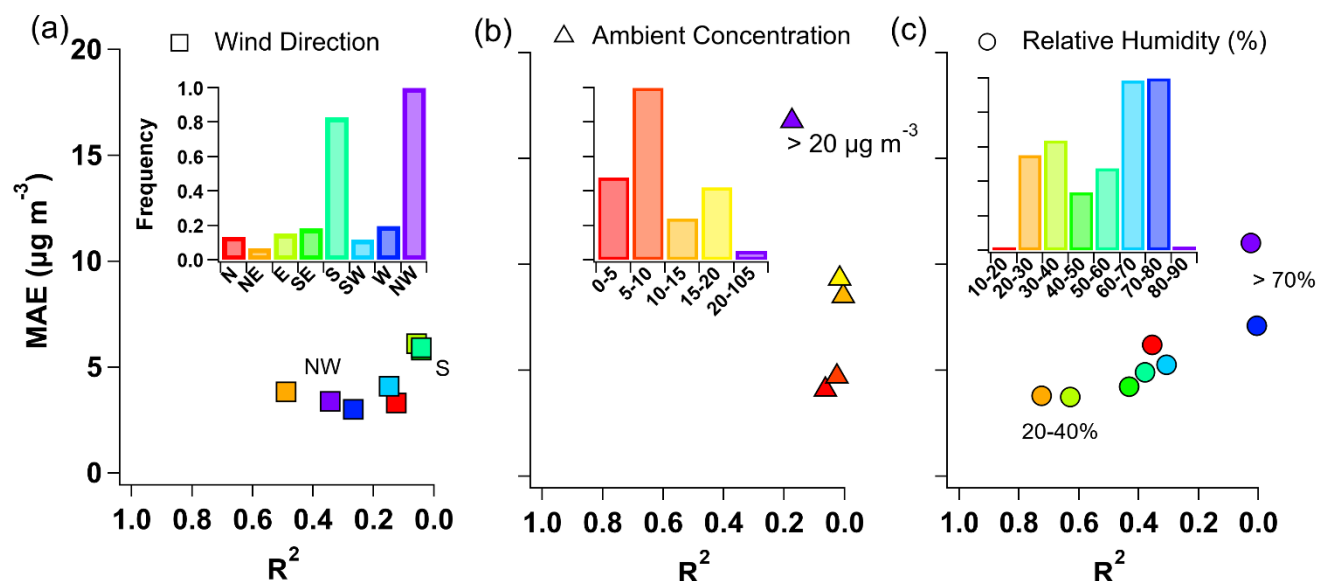 (a) □ Wind Direction
(b) △ Ambient Concentration
(c) ○ Relative Humidity (%)
MAE (µg m⁻³)
20
15
10
5
0
Frequency
1.0
0.8
0.6
0.4
0.2
0.0
N NE E SE S SW W NW
NW
S
1.0 0.8 0.6 0.4 0.2 0.0
R²
0-5 5-10 10-15 15-20 20-105
> 20 µg m⁻³
1.0 0.8 0.6 0.4 0.2 0.0
R²
10-20 20-30 30-40 40-50 50-60 60-70 70-80 80-90
> 70%
20-40%
1.0 0.8 0.6 0.4 0.2 0.0
R²